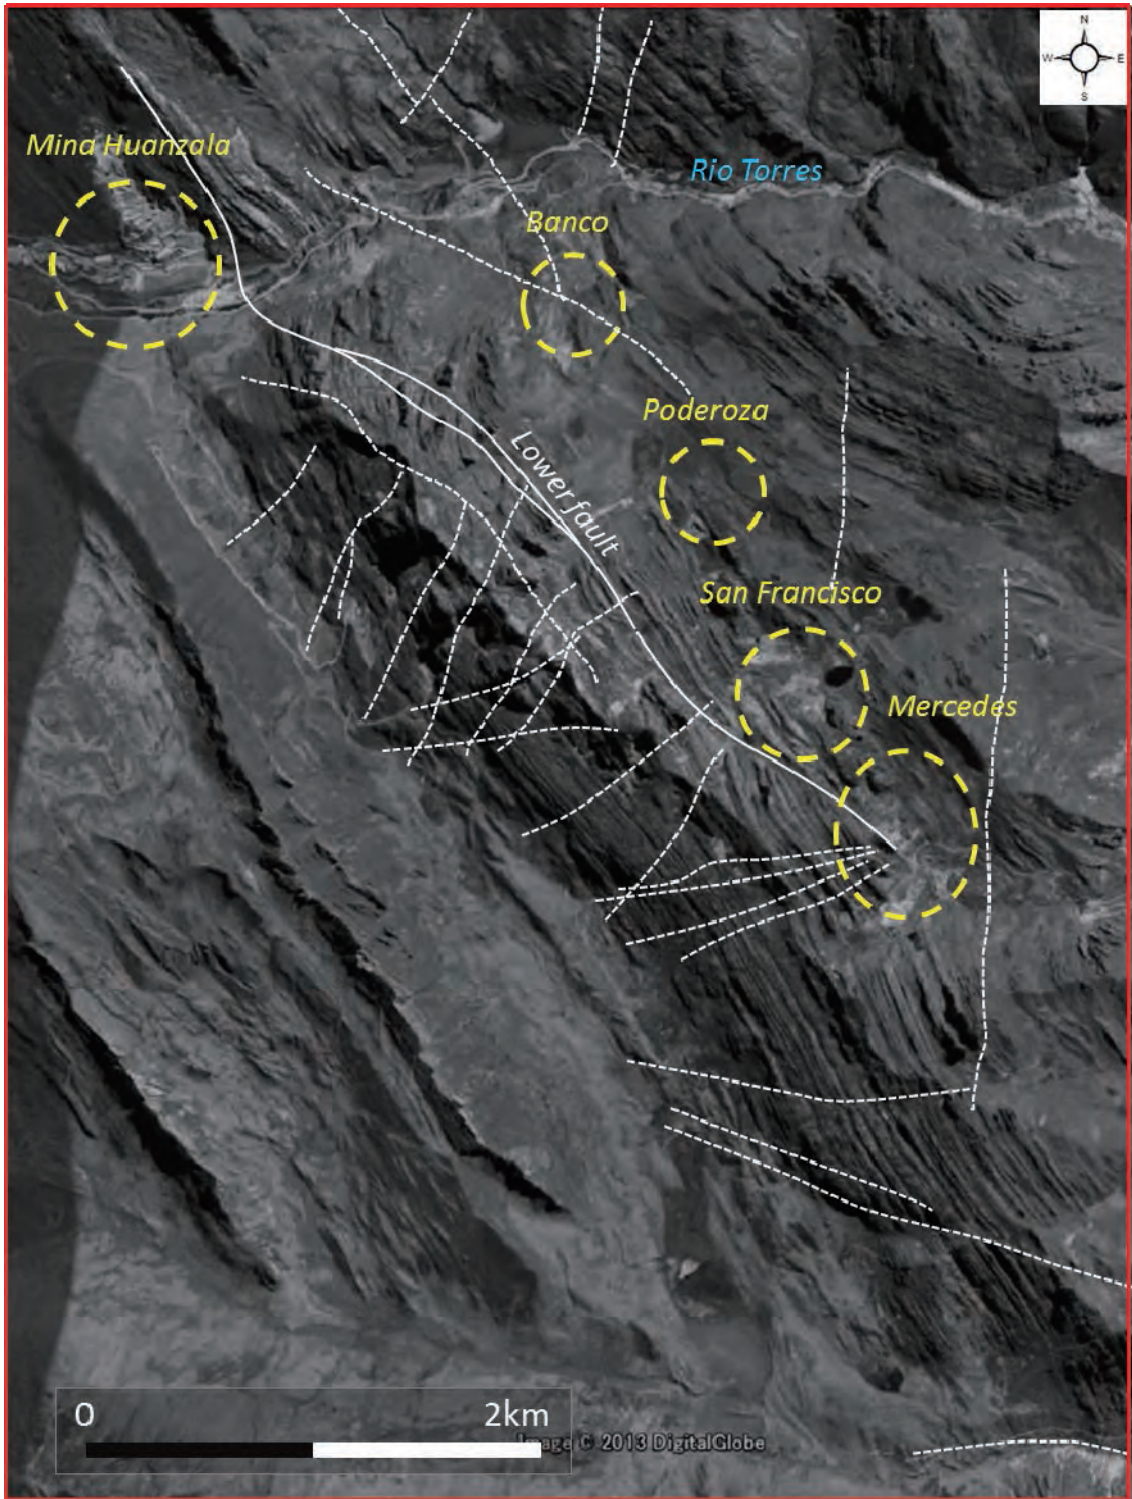 N
W E
S
Mina Huanzala
Rio Torres
Banco
Poderoza
Lower fault
San Francisco
Mercedes
0 2km
Image © 2013 DigitalGlobe